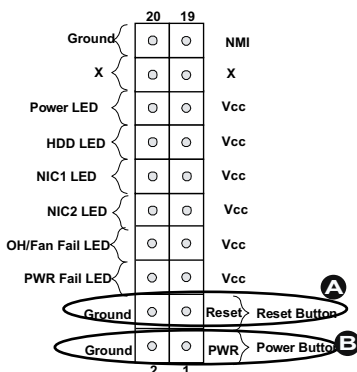 20 19
Ground NMI
X X
Power LED Vcc
HDD LED Vcc
NIC1 LED Vcc
NIC2 LED Vcc
OH/Fan Fail LED Vcc
PWR Fail LED Vcc
A
Ground Reset Reset Button
B
Ground PWR Power Button
2 1